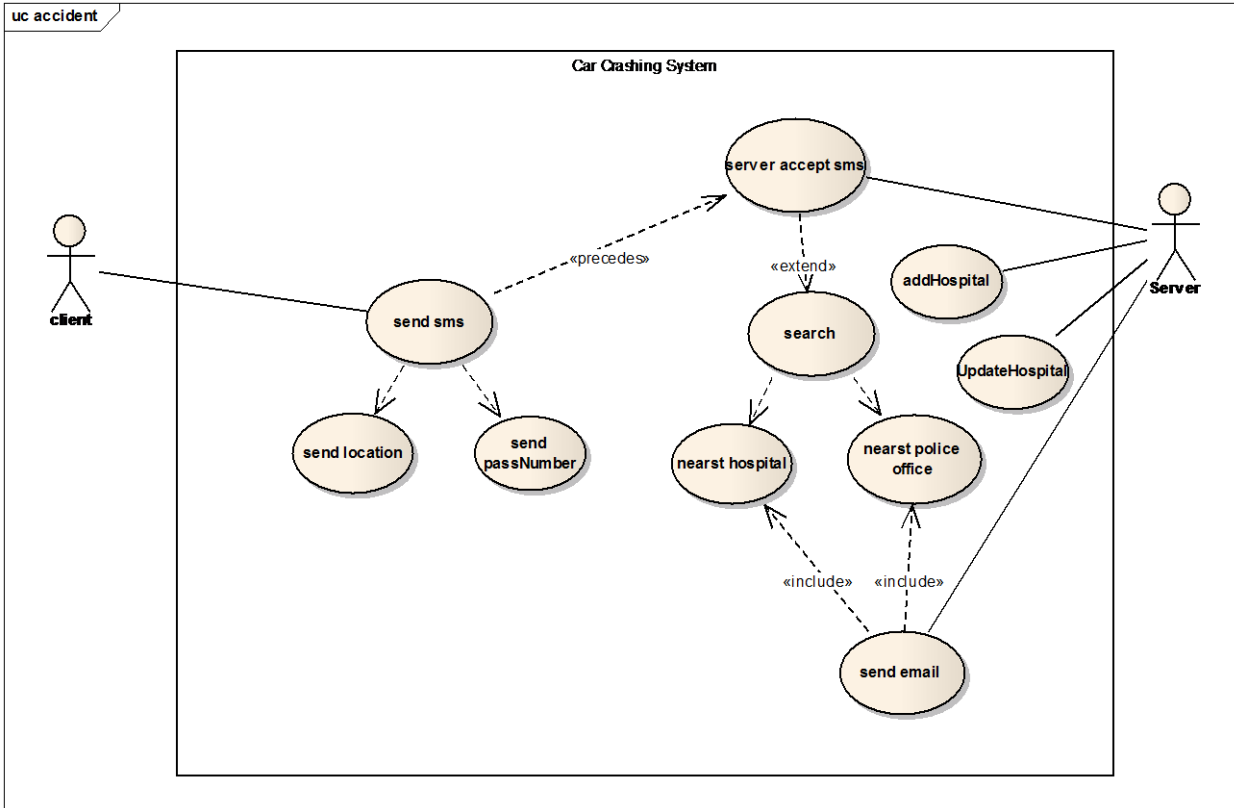 uc accident
Car Crashing System
server accept sms
«precedes»
«extend»
addHospital
Server
client
send sms
search
UpdateHospital
send location
send
passNumber
nearst hospital
nearst police
office
«include»
«include»
send email